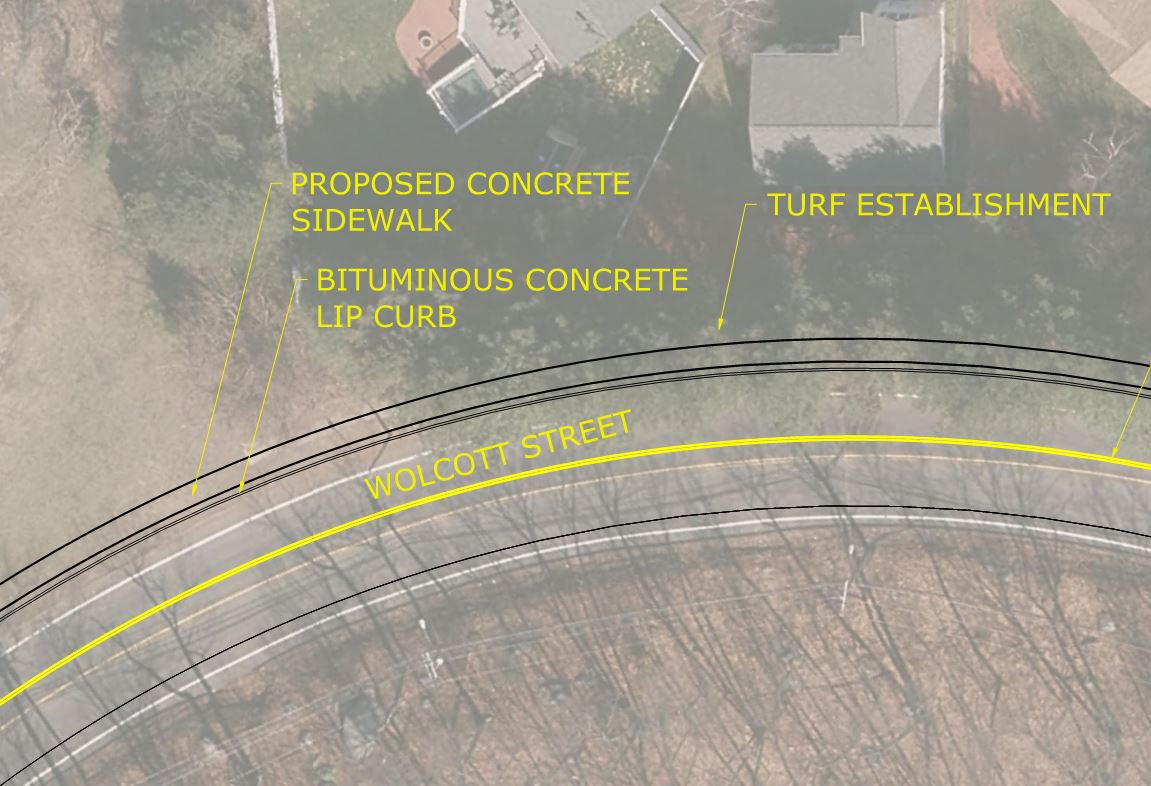 PROPOSED CONCRETE
SIDEWALK
TURF ESTABLISHMENT
BITUMINOUS CONCRETE
LIP CURB
WOLCOTT STREET